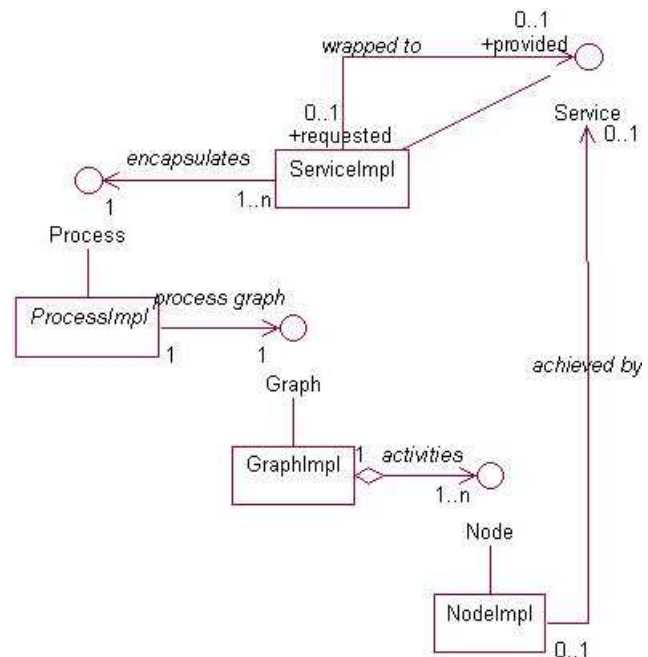 0..1
wrapped to
+provided
0..1
+requested
Service
0..1
encapsulates
ServiceImpl
1
1..n
Process
ProcessImpl
process graph
1
1
achieved by
Graph
GraphImpl
1
activities
1..n
Node
NodeImpl
0..1